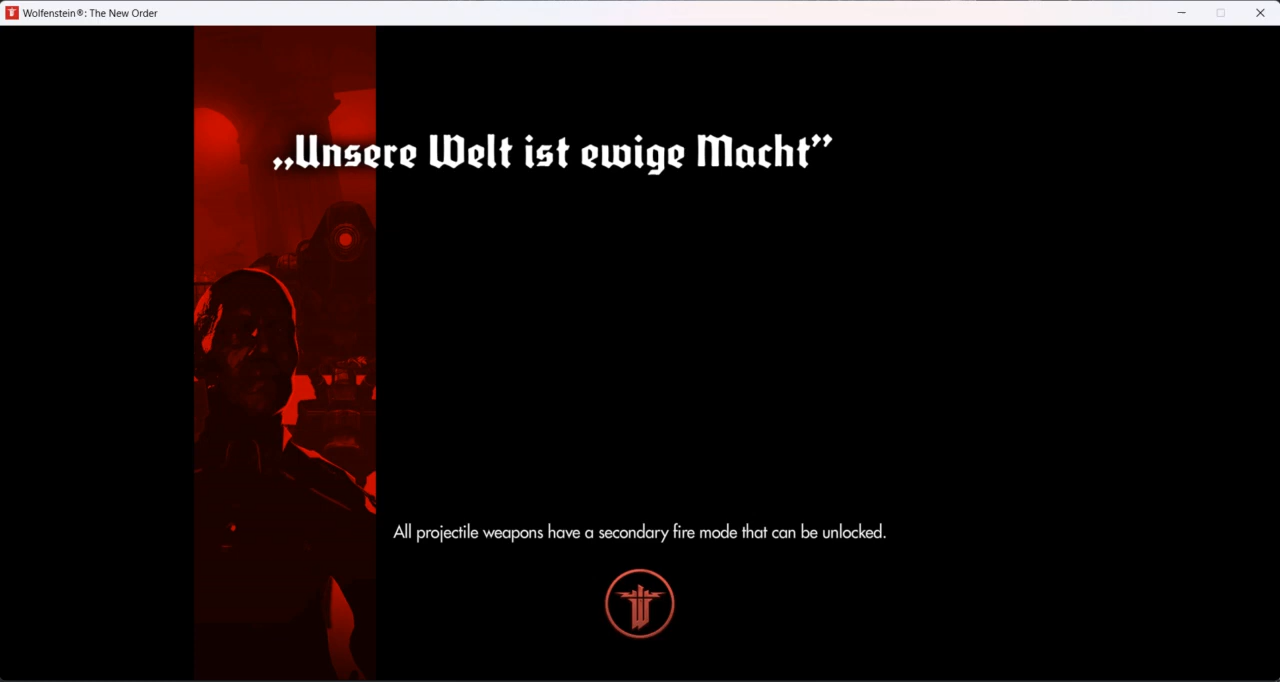 Wolfenstein®: The New Order
„Unsere Welt ist ewige Macht”
All projectile weapons have a secondary fire mode that can be unlocked.